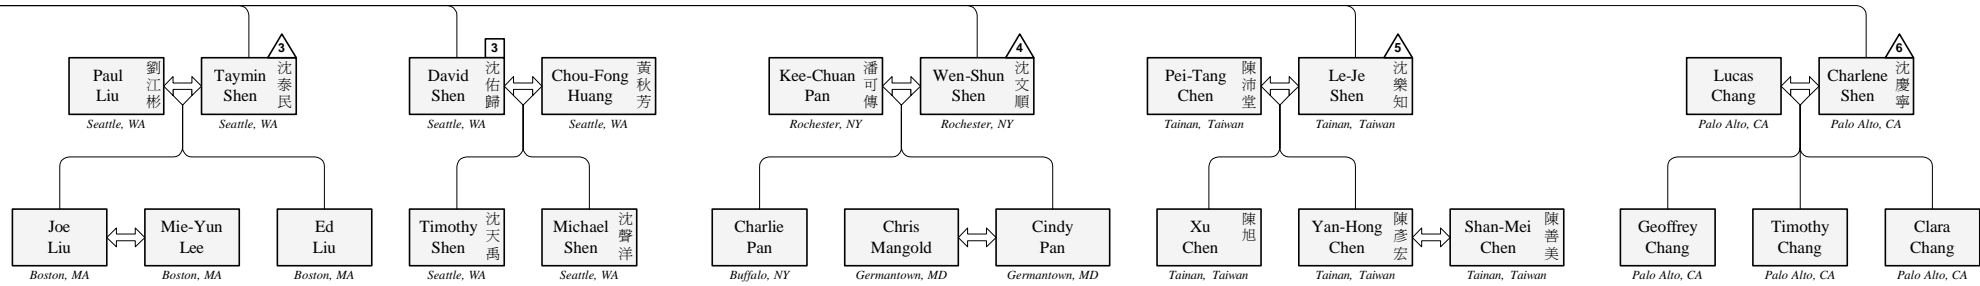 3
3
4
5
6
Paul
Liu
劉江彬
Taymin
Shen
沈泰民
David
Shen
沈佑歸
Chou-Fong
Huang
黃秋芳
Kee-Chuan
Pan
潘可傳
Wen-Shun
Shen
沈文順
Pei-Tang
Chen
陳沛堂
Le-Je
Shen
沈樂知
Lucas
Chang
Charlene
Shen
沈慶寧
Seattle, WA
Seattle, WA
Seattle, WA
Seattle, WA
Rochester, NY
Rochester, NY
Tainan, Taiwan
Tainan, Taiwan
Palo Alto, CA
Palo Alto, CA
Joe
Liu
Mie-Yun
Lee
Ed
Liu
Timothy
Shen
沈天禹
Michael
Shen
沈聲洋
Charlie
Pan
Chris
Mangold
Cindy
Pan
Xu
Chen
陳旭
Yan-Hong
Chen
陳彥宏
Shan-Mei
Chen
陳善美
Geoffrey
Chang
Timothy
Chang
Clara
Chang
Boston, MA
Boston, MA
Boston, MA
Seattle, WA
Seattle, WA
Buffalo, NY
Germantown, MD
Germantown, MD
Tainan, Taiwan
Tainan, Taiwan
Tainan, Taiwan
Palo Alto, CA
Palo Alto, CA
Palo Alto, CA